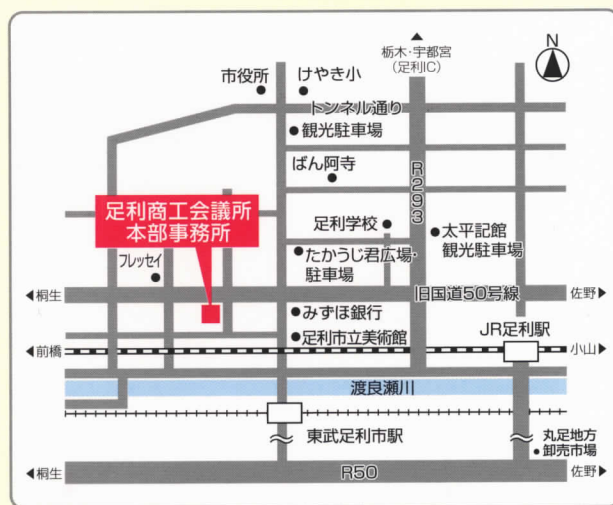 栃木・宇都宮
(足利IC)
N
市役所
けやき小
トンネル通り
観光駐車場
ばん阿寺
R293
足利商工会議所
本部事務所
足利学校
太平記館
観光駐車場
フレッセイ
たかうじ君広場・
駐車場
桐生
旧国道50号線
佐野
みずほ銀行
足利市立美術館
JR足利駅
前橋
小山
渡良瀬川
東武足利市駅
丸足地方
卸売市場
桐生
R50
佐野